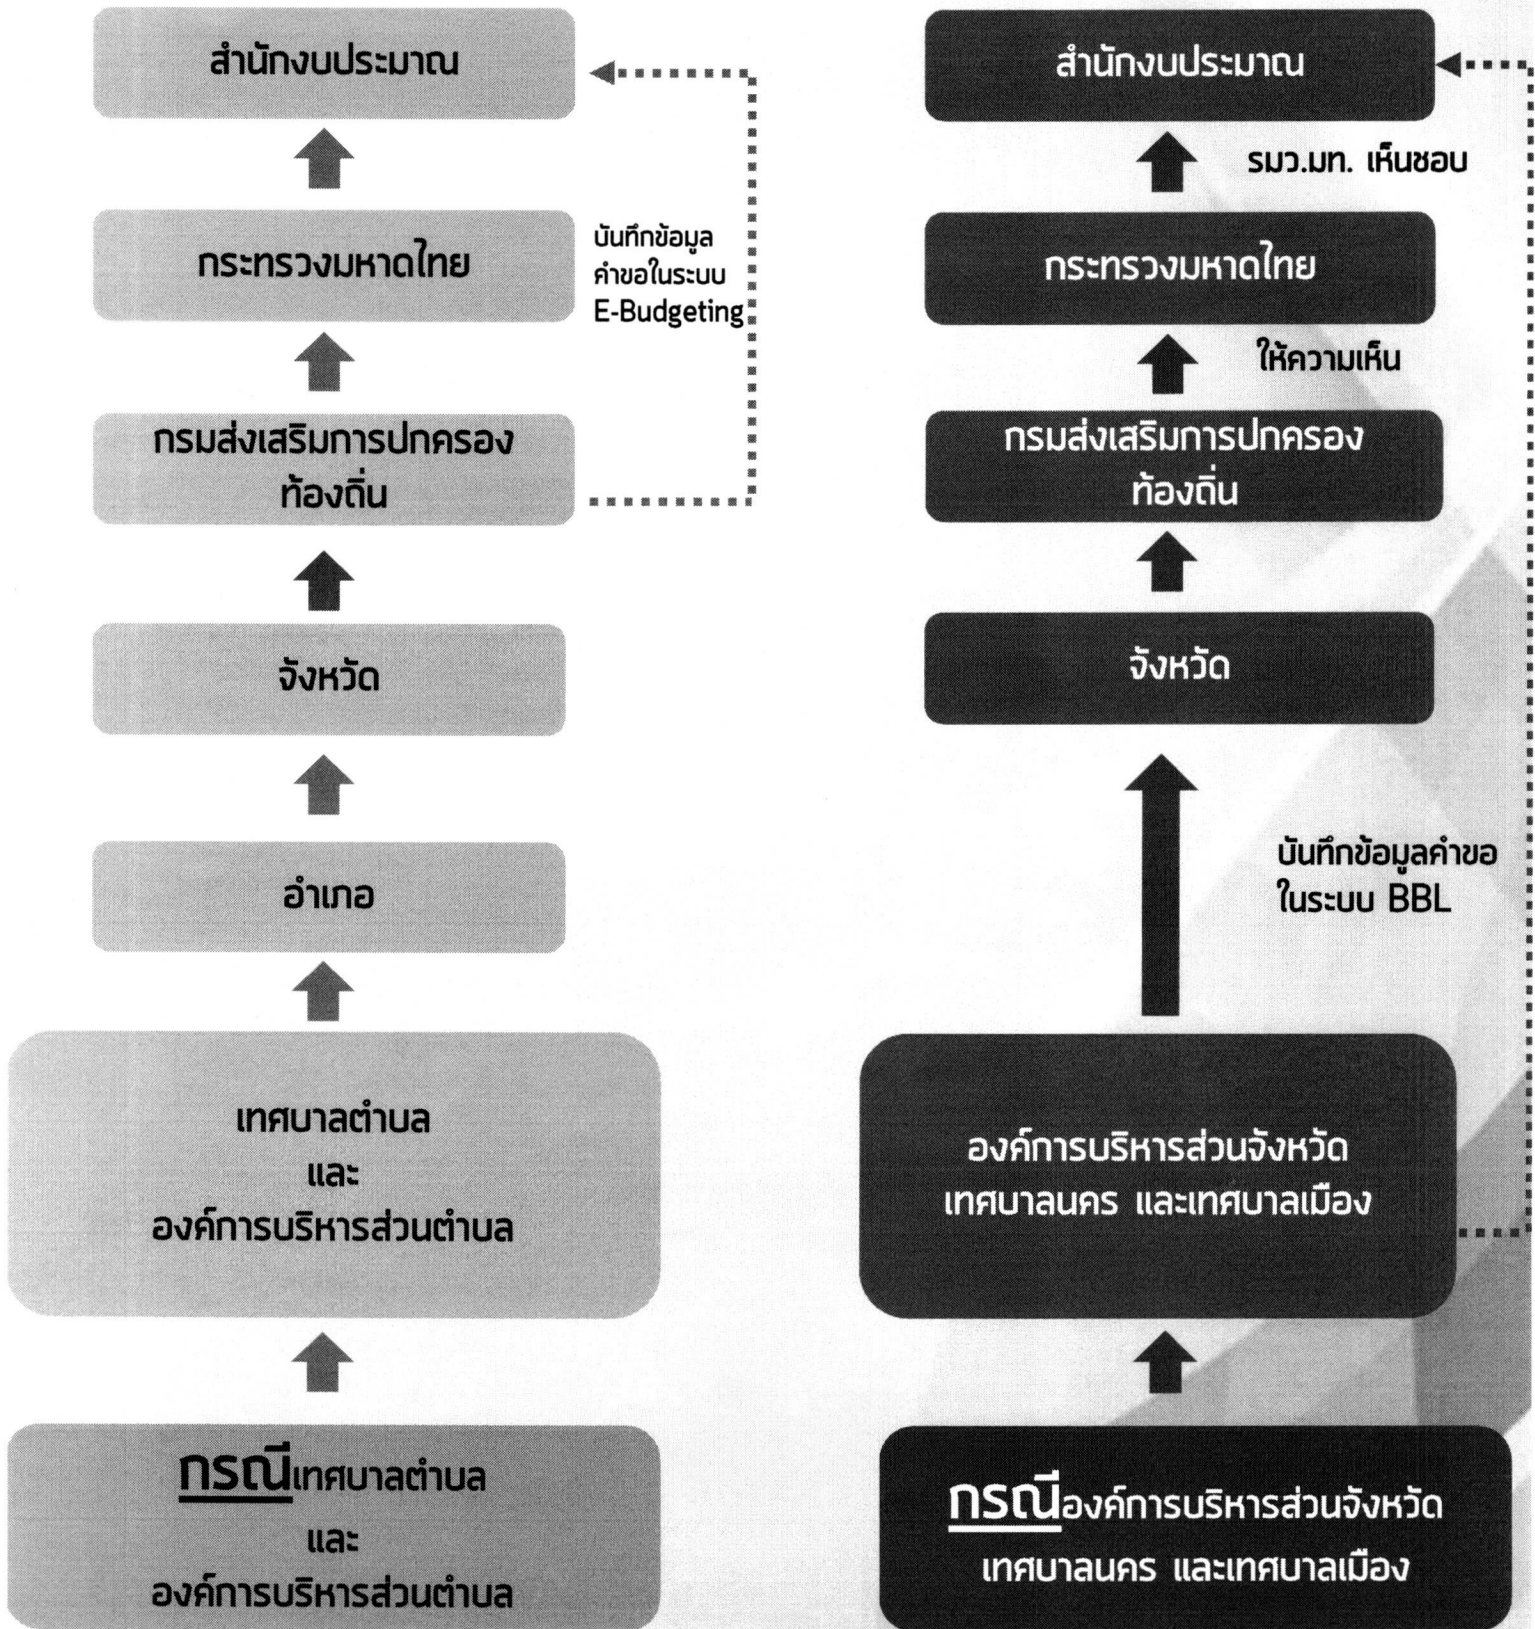 สำนักงบประมาณ
กระทรวงมหาดไทย
บันทึกข้อมูล
คำขอในระบบ
E-Budgeting
กรมส่งเสริมการปกครอง
ท้องถิ่น
จังหวัด
อำเภอ
เทศบาลตำบล
และ
องค์การบริหารส่วนตำบล
กรณีเทศบาลตำบล
และ
องค์การบริหารส่วนตำบล
สำนักงบประมาณ
รมว.มท. เห็นชอบ
กระทรวงมหาดไทย
ให้ความเห็น
กรมส่งเสริมการปกครอง
ท้องถิ่น
จังหวัด
บันทึกข้อมูลคำขอ
ในระบบ BBL
องค์การบริหารส่วนจังหวัด
เทศบาลนคร และเทศบาลเมือง
กรณีองค์การบริหารส่วนจังหวัด
เทศบาลนคร และเทศบาลเมือง